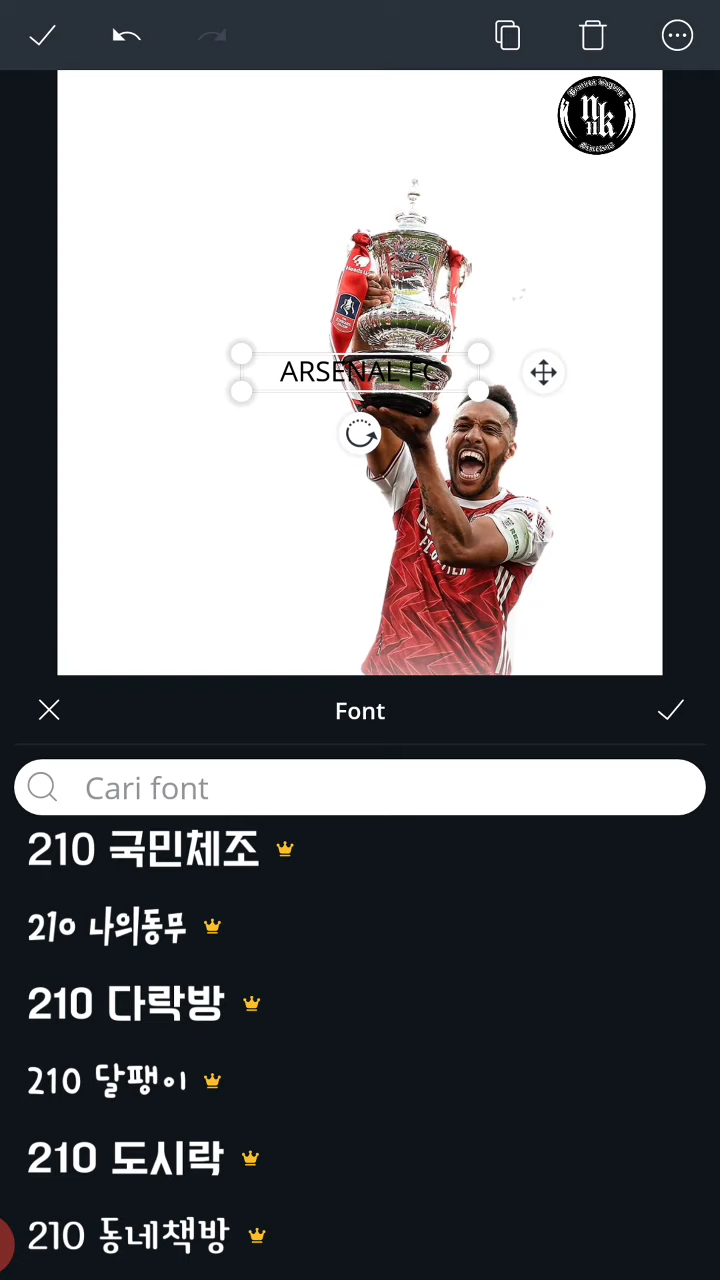 nk
ARSENAL FC
Font
Cari font
210 국민체조
210 나의동무
210 다락방
210 달팽이
210 도시락
210 동네책방